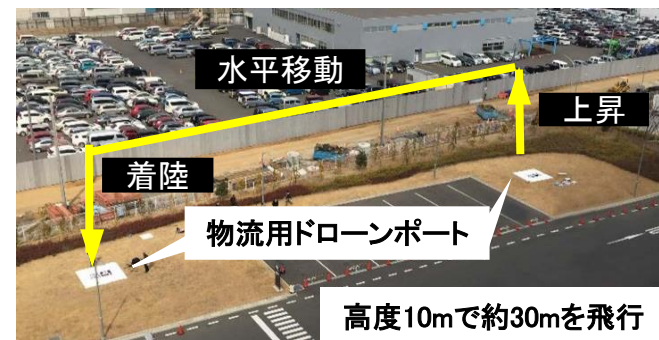 水平移動
上昇
着陸
物流用ドローンポート
高度10mで約30mを飛行